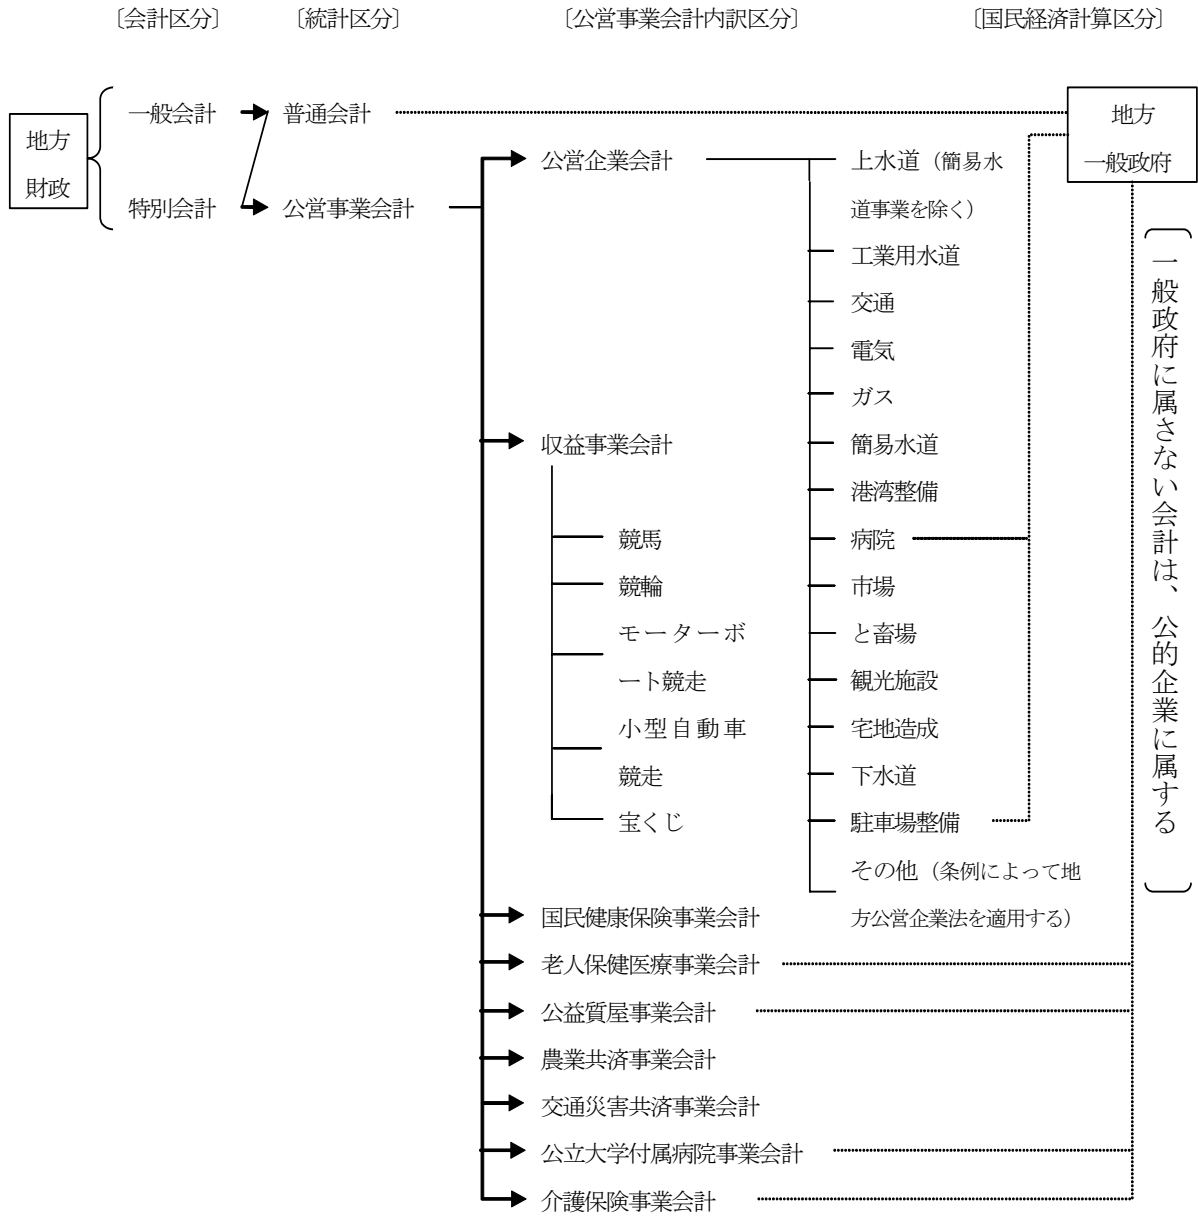 〔会計区分〕 〔統計区分〕 〔公営事業会計内訳区分〕 〔国民経済計算区分〕
地方
財政
一般会計
特別会計
普通会計
公営事業会計
公営企業会計
上水道（簡易水
道事業を除く）
工業用水道
交通
電気
ガス
簡易水道
港湾整備
病院
市場
と畜場
観光施設
宅地造成
下水道
駐車場整備
その他（条例によって地
方公営企業法を適用する）
収益事業会計
競馬
競輪
モーターボ
ート競走
小型自動車
競走
宝くじ
国民健康保険事業会計
老人保健医療事業会計
公益質屋事業会計
農業共済事業会計
交通災害共済事業会計
公立大学付属病院事業会計
介護保険事業会計
地方
一般政府
〔一般政府に属さない会計は、公的企業に属する〕